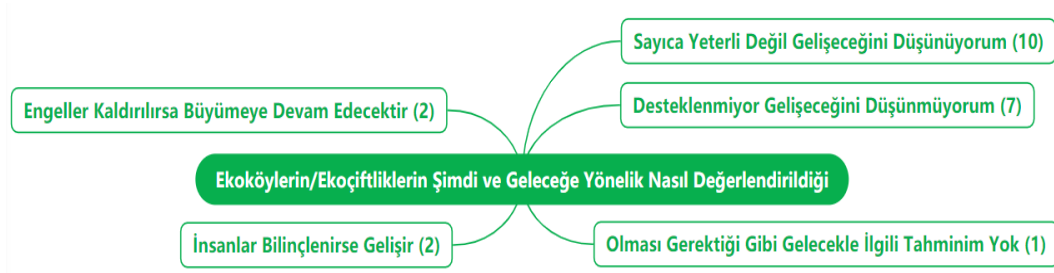 Sayıca Yeterli Değil Gelişeceğini Düşünüyorum (10)
Engeller Kaldırılırsa Büyümeye Devam Edecektir (2)
Desteklenmiyor Gelişeceğini Düşünmüyorum (7)
Ekoköylerin/Ekoçiftliklerin Şimdi ve Geleceğe Yönelik Nasıl Değerlendirildiği
İnsanlar Bilinçlenirse Gelişir (2)
Olması Gerektiği Gibi Gelecekle İlgili Tahminim Yok (1)